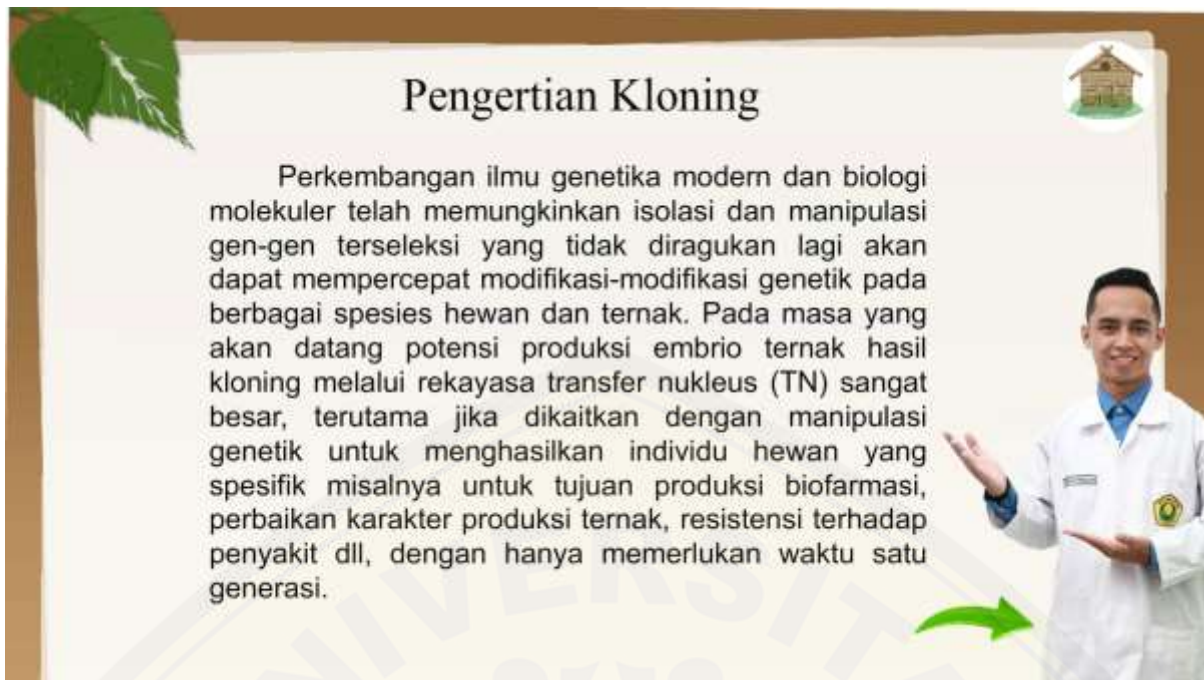 Pengertian Kloning
Perkembangan ilmu genetika modern dan biologi
molekuler telah memungkinkan isolasi dan manipulasi
gen-gen terseleksi yang tidak diragukan lagi akan
dapat mempercepat modifikasi-modifikasi genetik pada
berbagai spesies hewan dan ternak. Pada masa yang
akan datang potensi produksi embrio ternak hasil
kloning melalui rekayasa transfer nukleus (TN) sangat
besar, terutama jika dikaitkan dengan manipulasi
genetik untuk menghasilkan individu hewan yang
spesifik misalnya untuk tujuan produksi biofarmasi,
perbaikan karakter produksi ternak, resistensi terhadap
penyakit dll, dengan hanya memerlukan waktu satu
generasi.